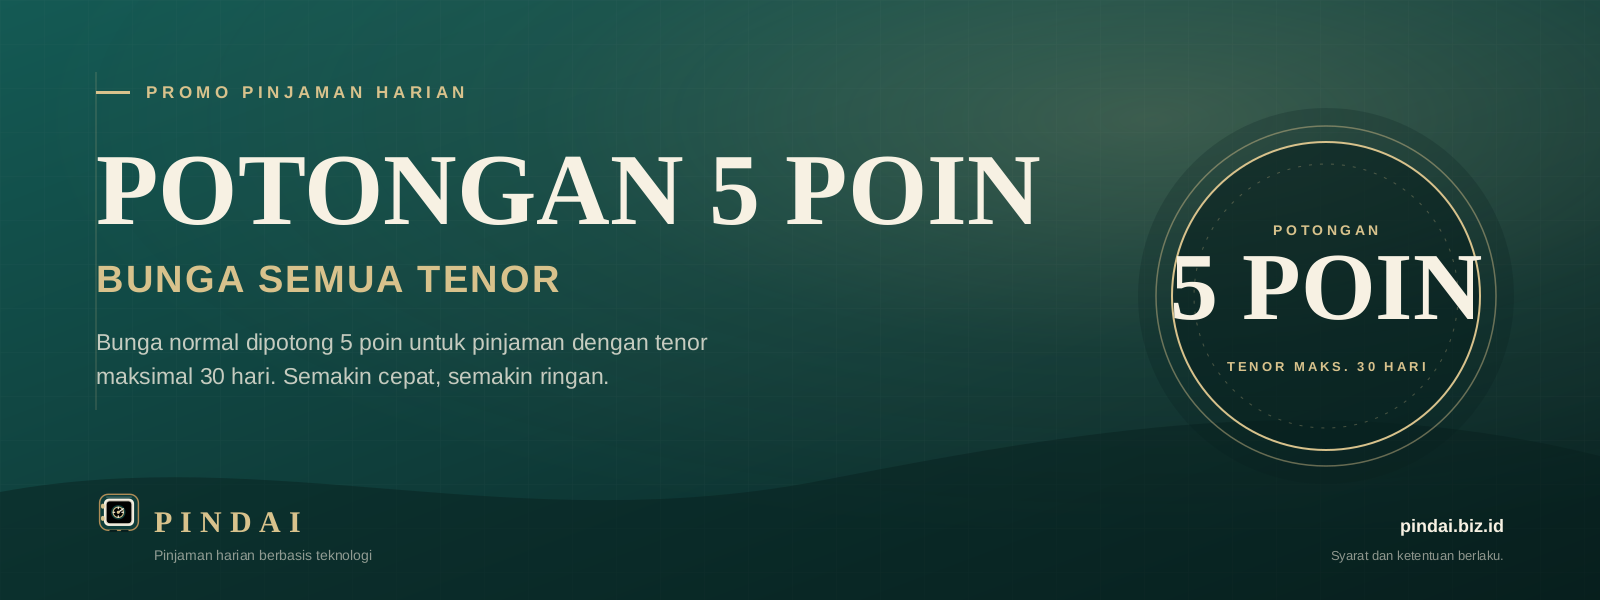 PROMO PINJAMAN HARIAN
POTONGAN 5 POIN
BUNGA SEMUA TENOR
Bunga normal dipotong 5 poin untuk pinjaman dengan tenor
maksimal 30 hari. Semakin cepat, semakin ringan.
POTONGAN
5 POIN
TENOR MAKS. 30 HARI
PINDAI
Pinjaman harian berbasis teknologi
pindai.biz.id
Syarat dan ketentuan berlaku.